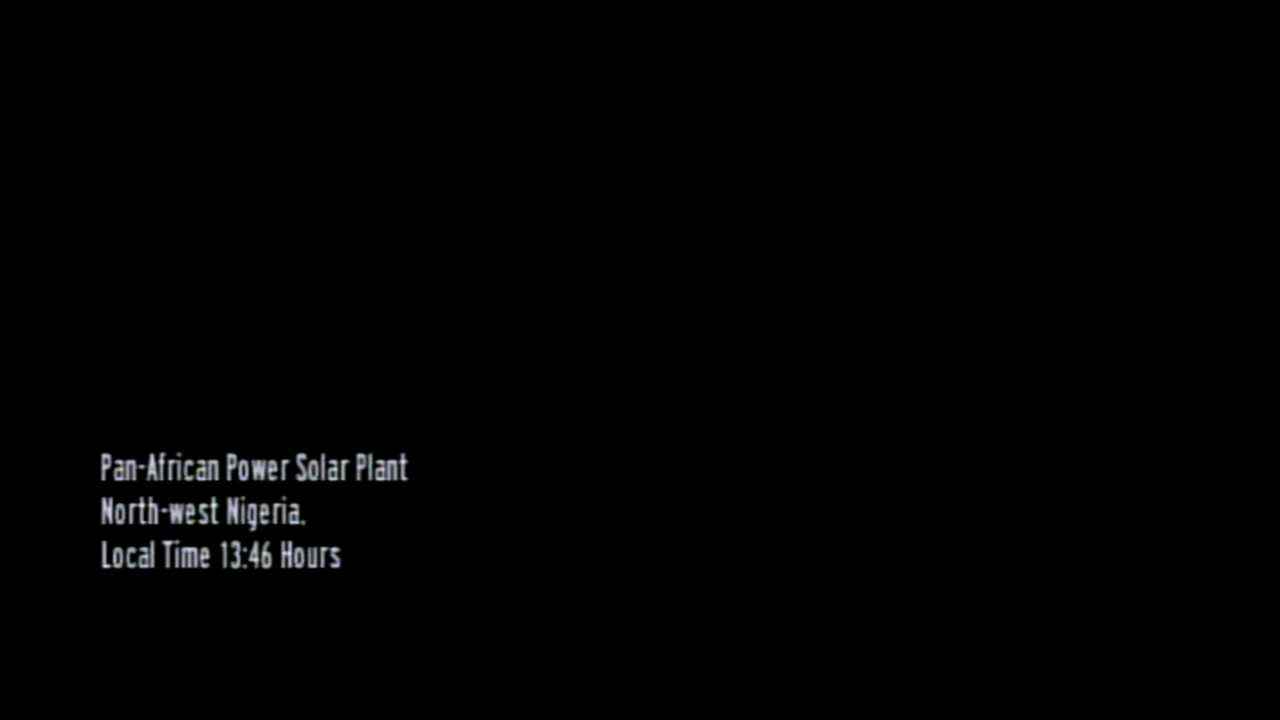 Pan-African Power Solar Plant
North-west Nigeria.
Local Time 13:46 Hours